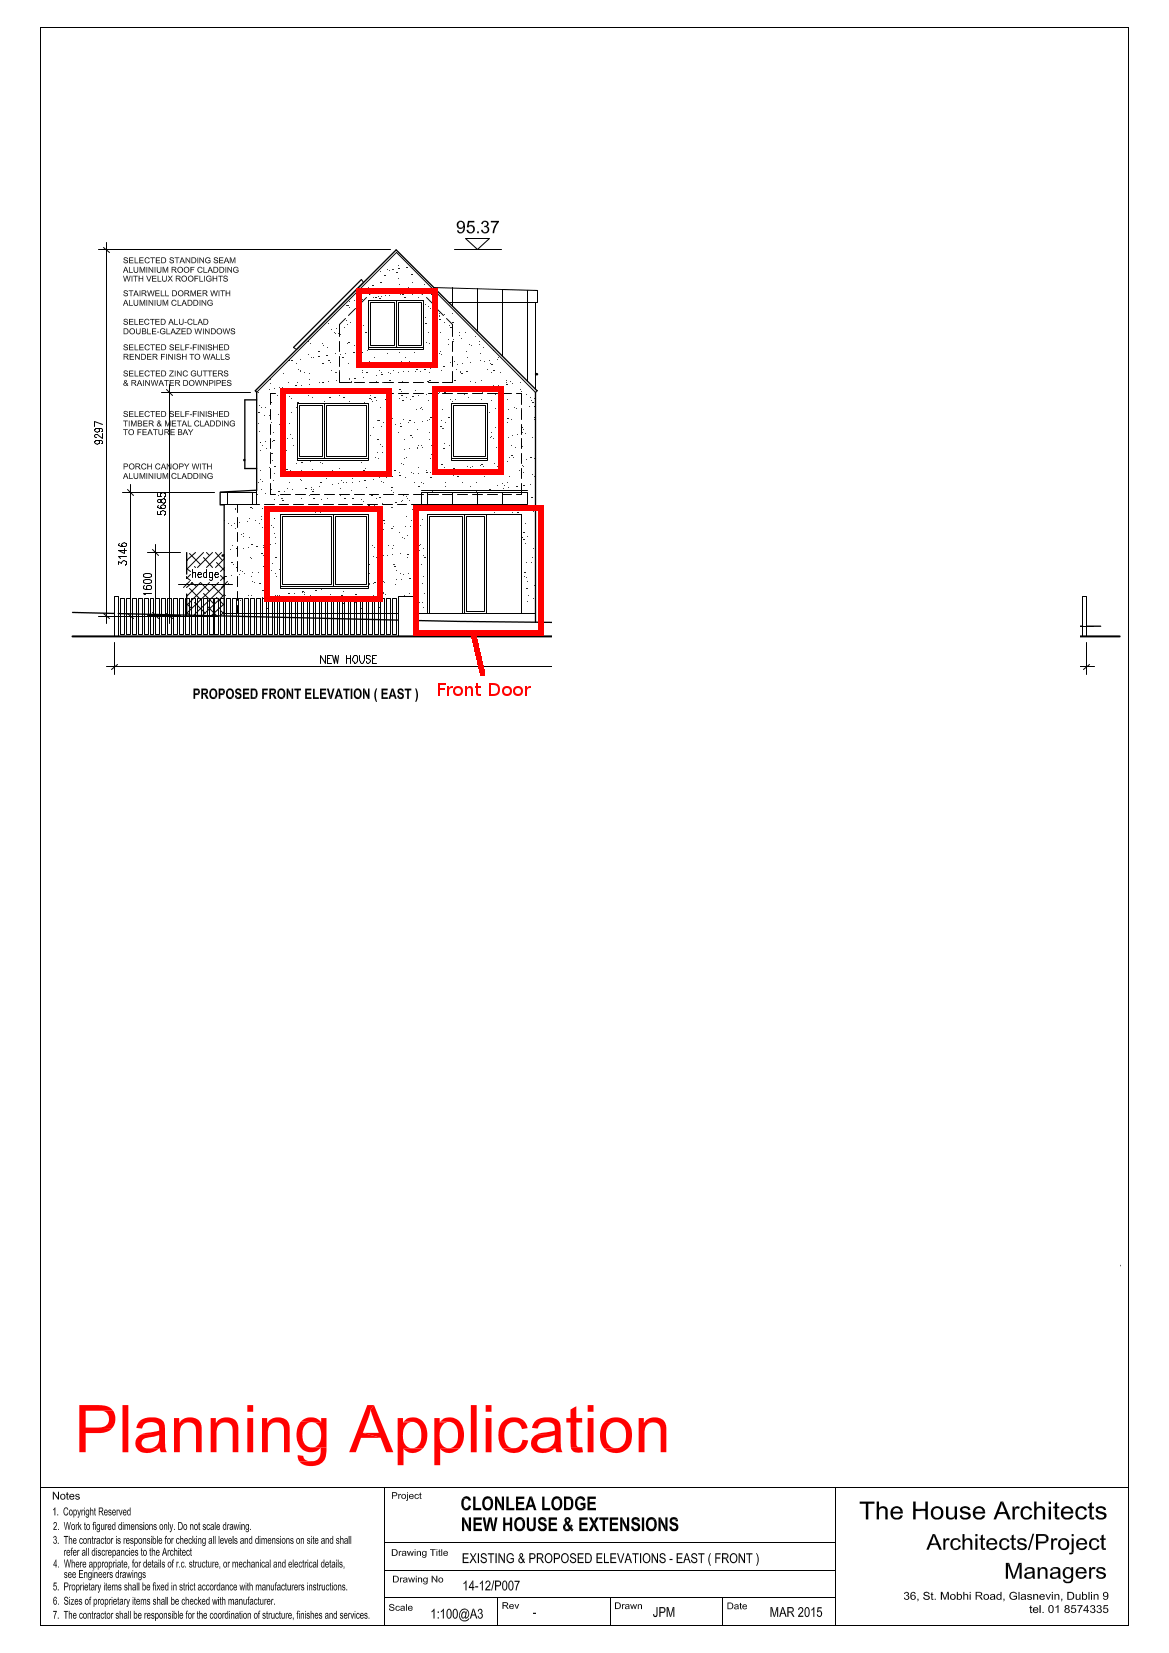 95.37
SELECTED STANDING SEAM
ALUMINIUM ROOF CLADDING
WITH VELUX ROOFLIGHTS
STAIRWELL DORMER WITH
ALUMINIUM CLADDING
SELECTED ALU-CLAD
DOUBLE-GLAZED WINDOWS
SELECTED SELF-FINISHED
RENDER FINISH TO WALLS
SELECTED ZINC GUTTERS
& RAINWATER DOWNPIPES
SELECTED SELF-FINISHED
TIMBER & METAL CLADDING
TO FEATURE BAY
PORCH CANOPY WITH
ALUMINIUM CLADDING
9297
5685
3146
1600
hedge
NEW HOUSE
PROPOSED FRONT ELEVATION ( EAST )
Front Door
Planning Application
Notes
1. Copyright Reserved
2. Work to figured dimensions only. Do not scale drawing.
3. The contractor is responsible for checking all levels and dimensions on site and shall
refer all discrepancies to the Architect
4. Where appropriate, for details of r.c. structure, or mechanical and electrical details,
see Engineers drawings
5. Proprietary items shall be fixed in strict accordance with manufacturers instructions.
6. Sizes of proprietary items shall be checked with manufacturer.
7. The contractor shall be responsible for the coordination of structure, finishes and services.
Project
CLONLEA LODGE
NEW HOUSE & EXTENSIONS
Drawing Title
EXISTING & PROPOSED ELEVATIONS - EAST ( FRONT )
Drawing No
14-12/P007
Scale
1:100@A3
Rev
-
Drawn
JPM
Date
MAR 2015
The House Architects
Architects/Project
Managers
36, St. Mobhi Road, Glasnevin, Dublin 9
tel. 01 8574335